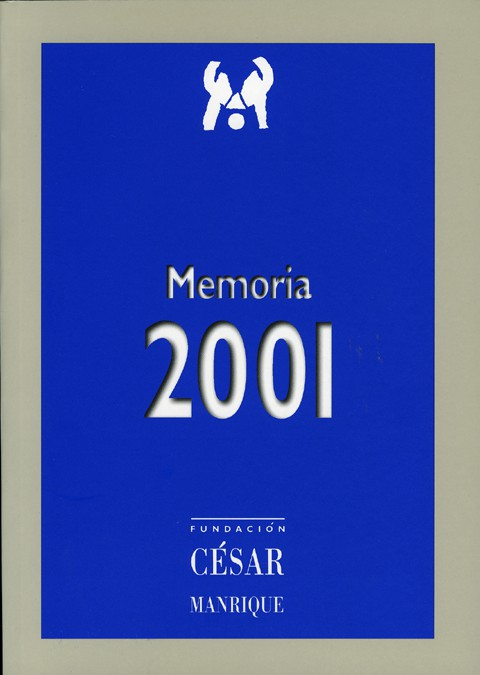 Memoria
2001
FUNDACIÓN
CÉSAR
MANRIQUE